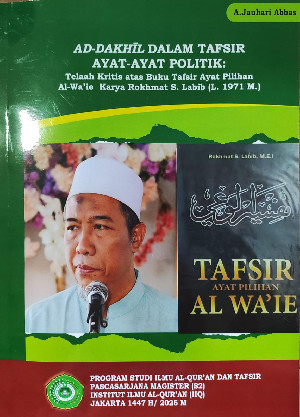 A.Jauhari Abbas
AD-DAKHÎL DALAM TAFSIR
AYAT-AYAT POLITIK:
Telaah Kritis atas Buku Tafsir Ayat Pilihan
Al-Wa'ie Karya Rokhmat S. Labib (L. 1971 M.)
Rokhmat S. Labib, M.E.I
TAFSIR
AYAT PILIHAN
AL WA'IE
PROGRAM STUDI ILMU AL-QUR'AN DAN TAFSIR
PASCASARJANA MAGISTER (S2)
INSTITUT ILMU AL-QUR'AN (IIQ)
JAKARTA 1447 H/ 2025 M